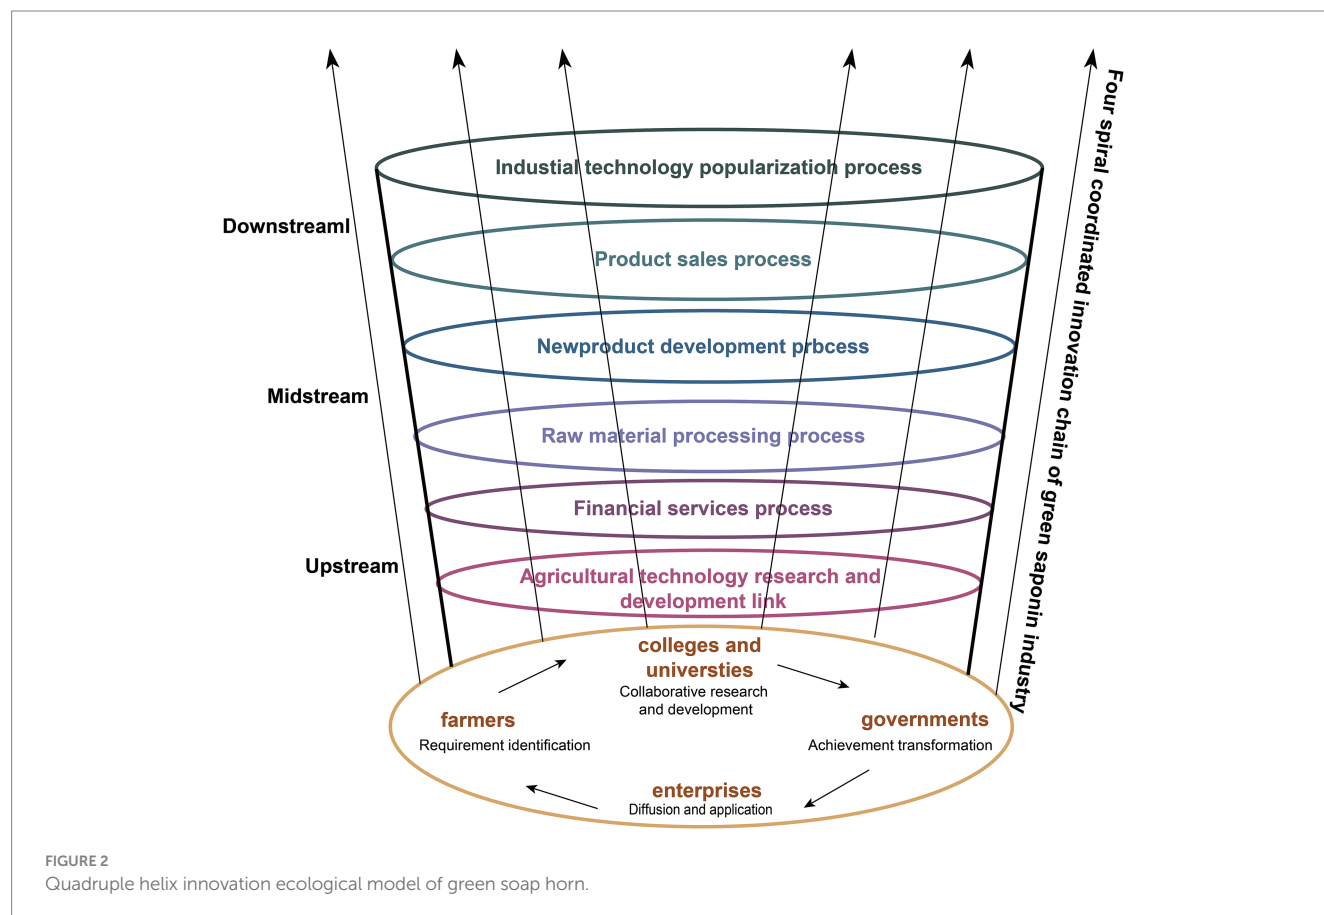 Industial technology popularization process
Downstreaml
Product sales process
Newproduct development prbcess
Midstream
Raw material processing process
Financial services process
Upstream
Agricultural technology research and
development link
Four spiral coordinated innovation chain of green saponin industry
colleges and
universties
Collaborative research
and development
farmers
Requirement identification
governments
Achievement transformation
enterprises
Diffusion and application
FIGURE 2
Quadruple helix innovation ecological model of green soap horn.